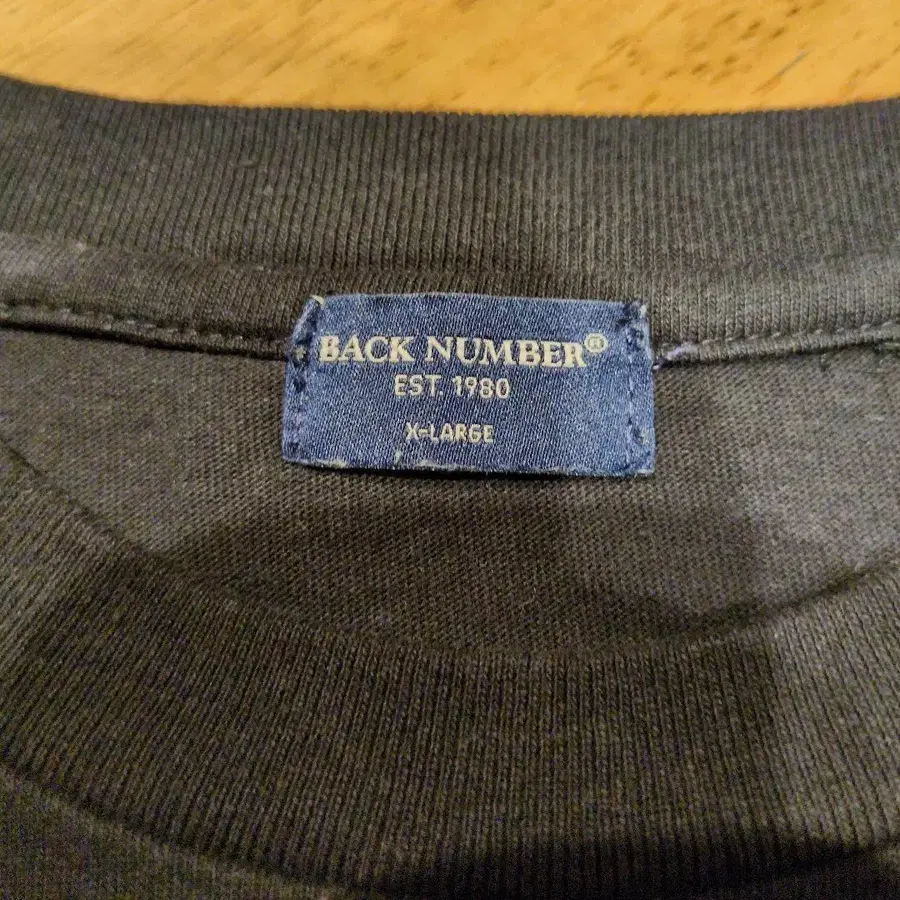 BACK NUMBER®
EST. 1980
X-LARGE